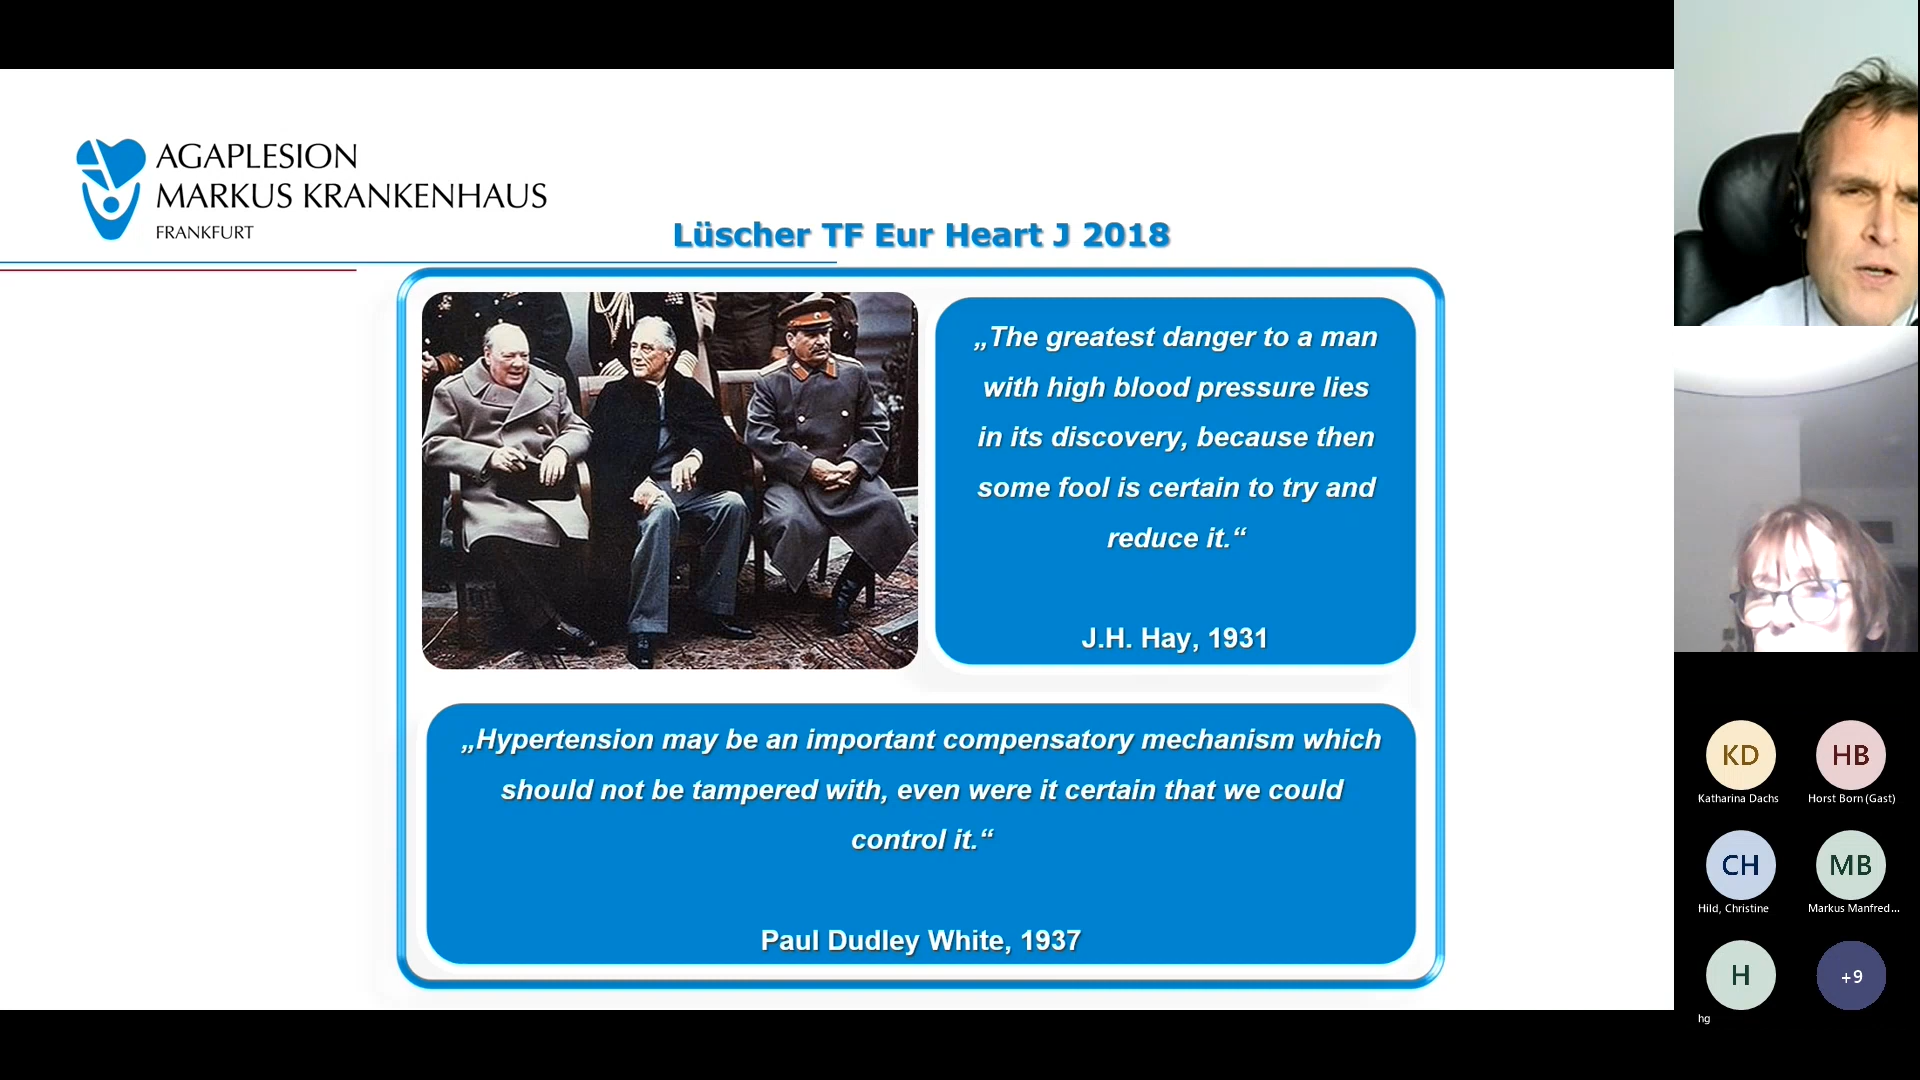 AGAPLESION
MARKUS KRANKENHAUS
FRANKFURT
Lüscher TF Eur Heart J 2018
„The greatest danger to a man
with high blood pressure lies
in its discovery, because then
some fool is certain to try and
reduce it.“
J.H. Hay, 1931
„Hypertension may be an important compensatory mechanism which
should not be tampered with, even were it certain that we could
control it.“
Paul Dudley White, 1937
KD
Katharina Dachs
HB
Horst Born (Gast)
CH
Hild, Christine
MB
Markus Manfred...
H
hg
+9